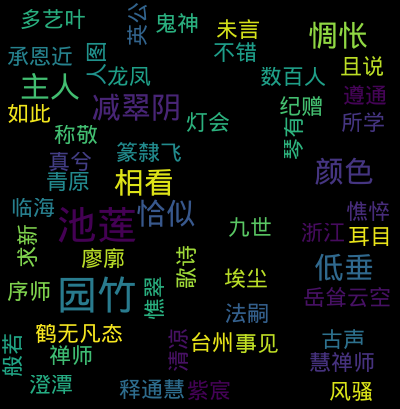 多艺叶
英公
鬼神
未言
惆怅
承恩近
人图
不错
且说
龙凤
数百人
主人
减翠阴
遵通
如此
纪赠
灯会
所学
称敬
琴有
篆隸飞
真兮
青原
相看
颜色
临海
池莲
恰似
憔悴
九世
浙江
耳目
求新
廖廓
歌诗
低垂
序师
园竹
憔翠
埃尘
岳耸云空
法嗣
鹤无凡态
清凉
台州
事见
古声
般若
禅师
慧禅师
澄潭
释通慧
紫宸
风骚